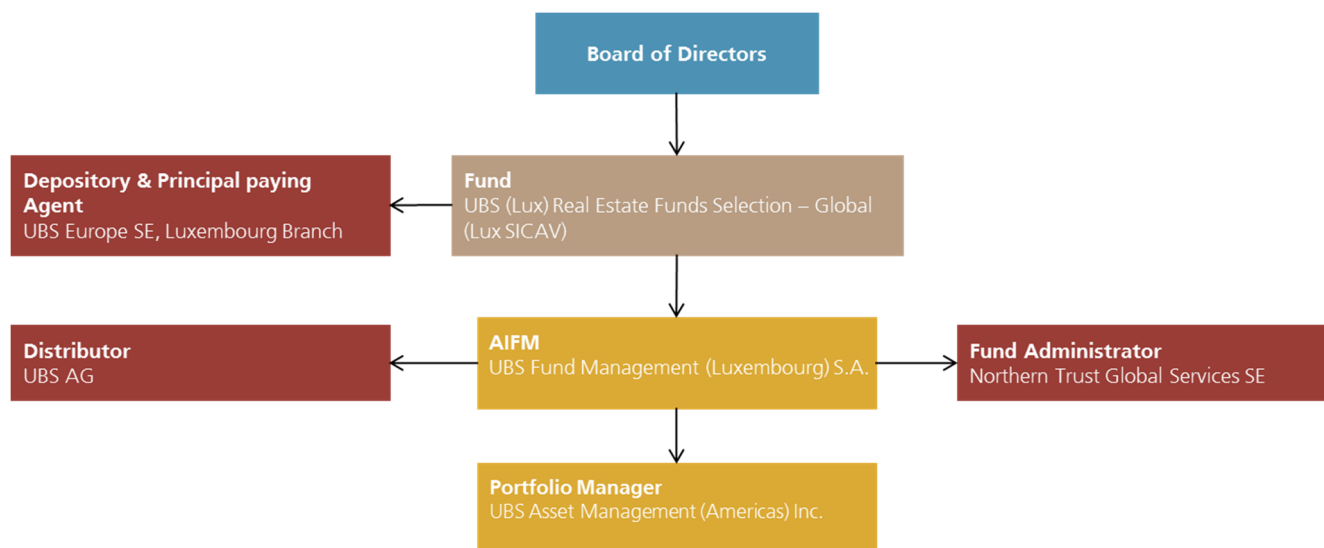 Board of Directors
Depository & Principal paying
Agent
UBS Europe SE, Luxembourg Branch
Fund
UBS (Lux) Real Estate Funds Selection – Global
(Lux SICAV)
Distributor
UBS AG
AIFM
UBS Fund Management (Luxembourg) S.A.
Fund Administrator
Northern Trust Global Services SE
Portfolio Manager
UBS Asset Management (Americas) Inc.